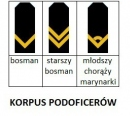 bosman
starszy
bosman
młodszy
chorąży
marynarki
KORPUS PODOFICERÓW